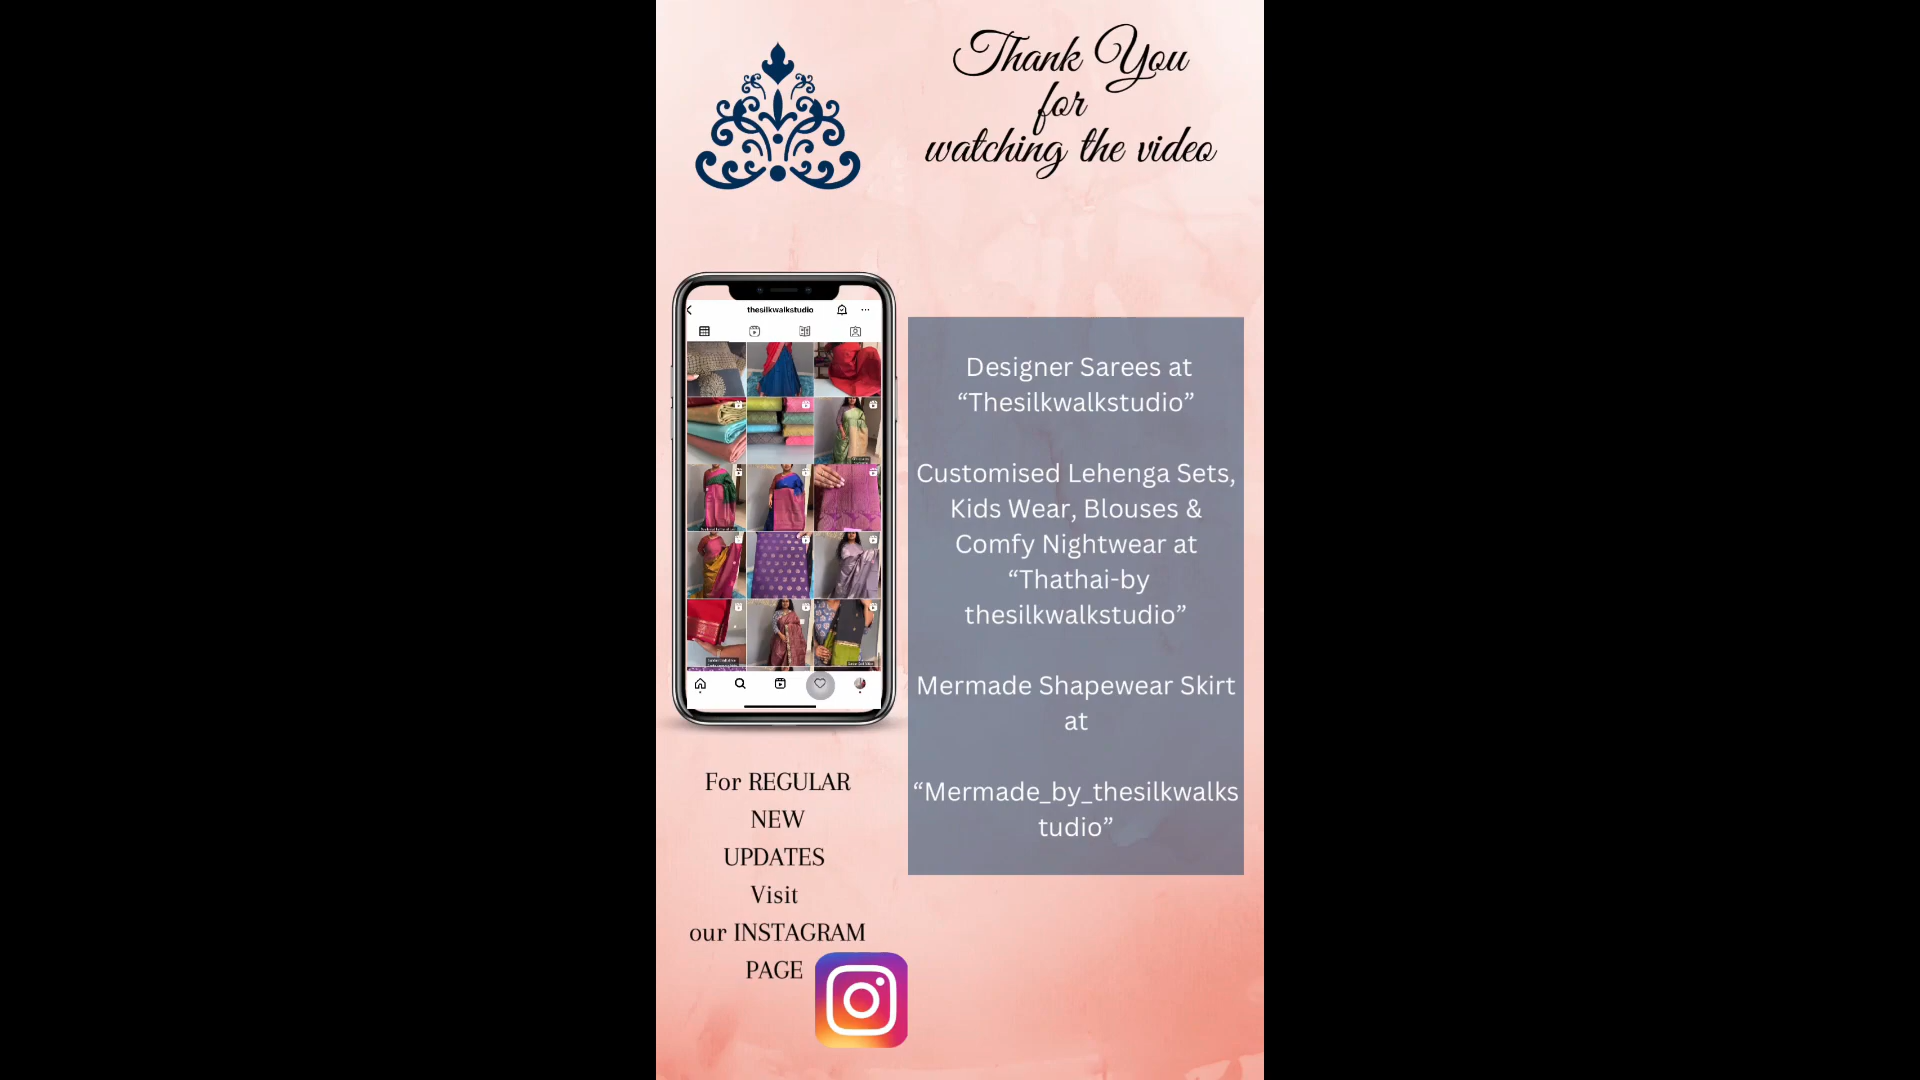 Thank You
for
watching the video
thesilkwalkstudio
Designer Sarees at
“Thesilkwalkstudio”
Customised Lehenga Sets,
Kids Wear, Blouses &
Comfy Nightwear at
“Thathai-by
thesilkwalkstudio”
Mermade Shapewear Skirt
at
“Mermade_by_thesilkwalks
tudio”
For REGULAR
NEW
UPDATES
Visit
our INSTAGRAM
PAGE